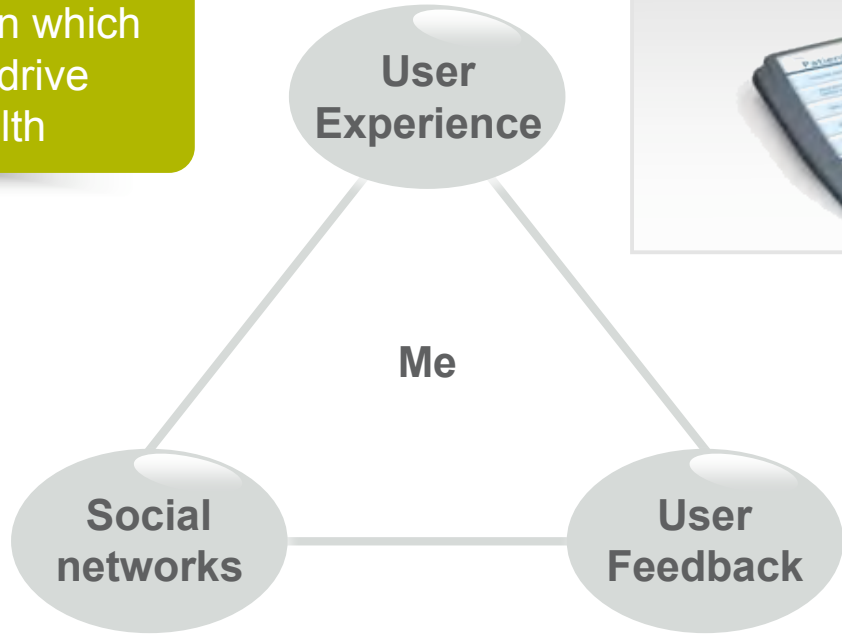 n which
drive
lth
User
Experience
Me
Social
networks
User
Feedback